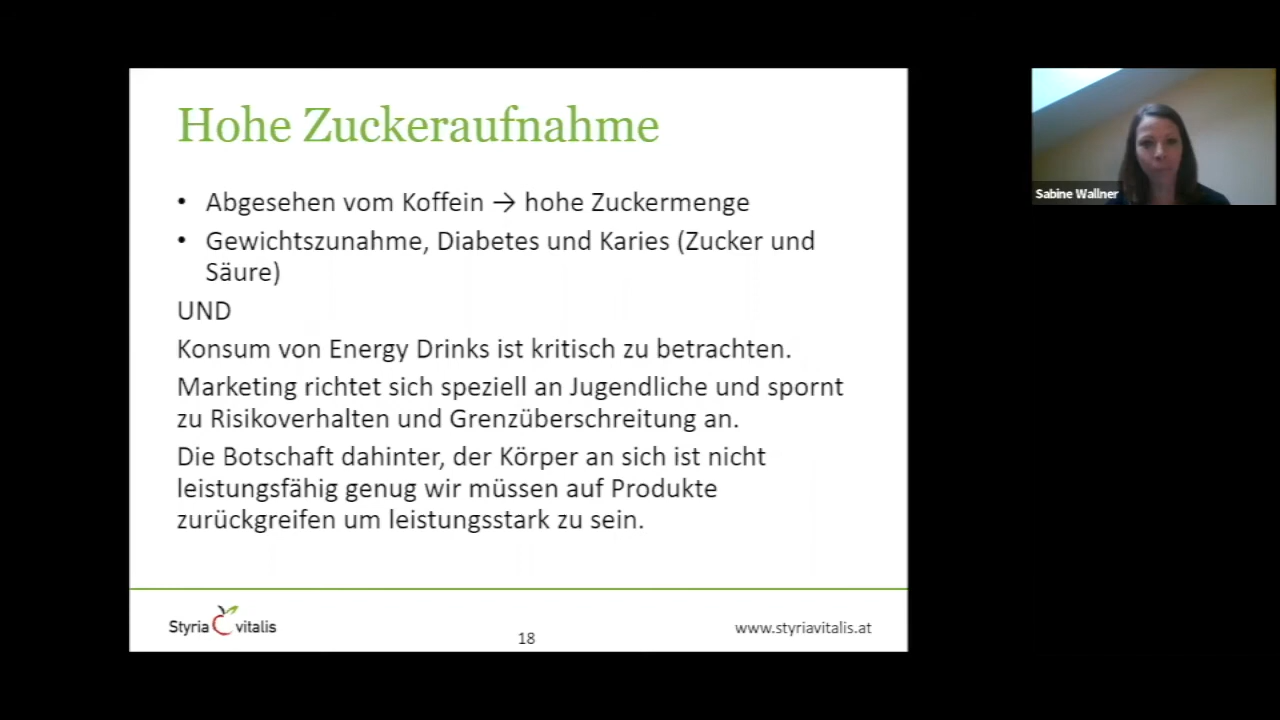 Hohe Zuckeraufnahme
• Abgesehen vom Koffein → hohe Zuckermenge
• Gewichtszunahme, Diabetes und Karies (Zucker und
Säure)
UND
Konsum von Energy Drinks ist kritisch zu betrachten.
Marketing richtet sich speziell an Jugendliche und spornt
zu Risikoverhalten und Grenzüberschreitung an.
Die Botschaft dahinter, der Körper an sich ist nicht
leistungsfähig genug wir müssen auf Produkte
zurückgreifen um leistungsstark zu sein.
Styria vitalis
18
www.styriavitalis.at
Sabine Wallner